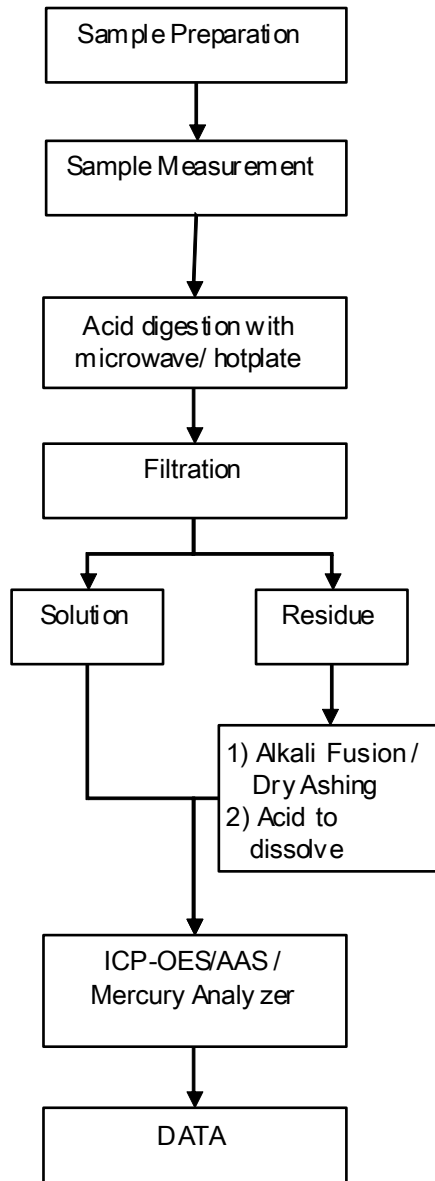 Sample Preparation
Sample Measurement
Acid digestion with
microwave/ hotplate
Filtration
Solution
Residue
1) Alkali Fusion /
Dry Ashing
2) Acid to
dissolve
ICP-OES/AAS /
Mercury Analyzer
DATA